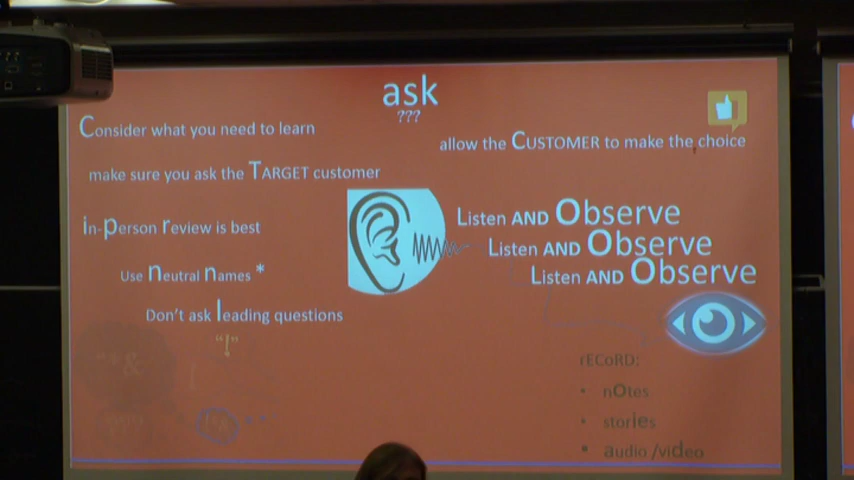 ask
???
Consider what you need to learn
allow the CUSTOMER to make the choice
make sure you ask the TARGET customer
in-person review is best
Listen AND Observe
Listen AND Observe
Listen AND Observe
Use neutral names *
Don't ask leading questions
"!"
rECoRD:
• nOtes
• storIes
• audio /video